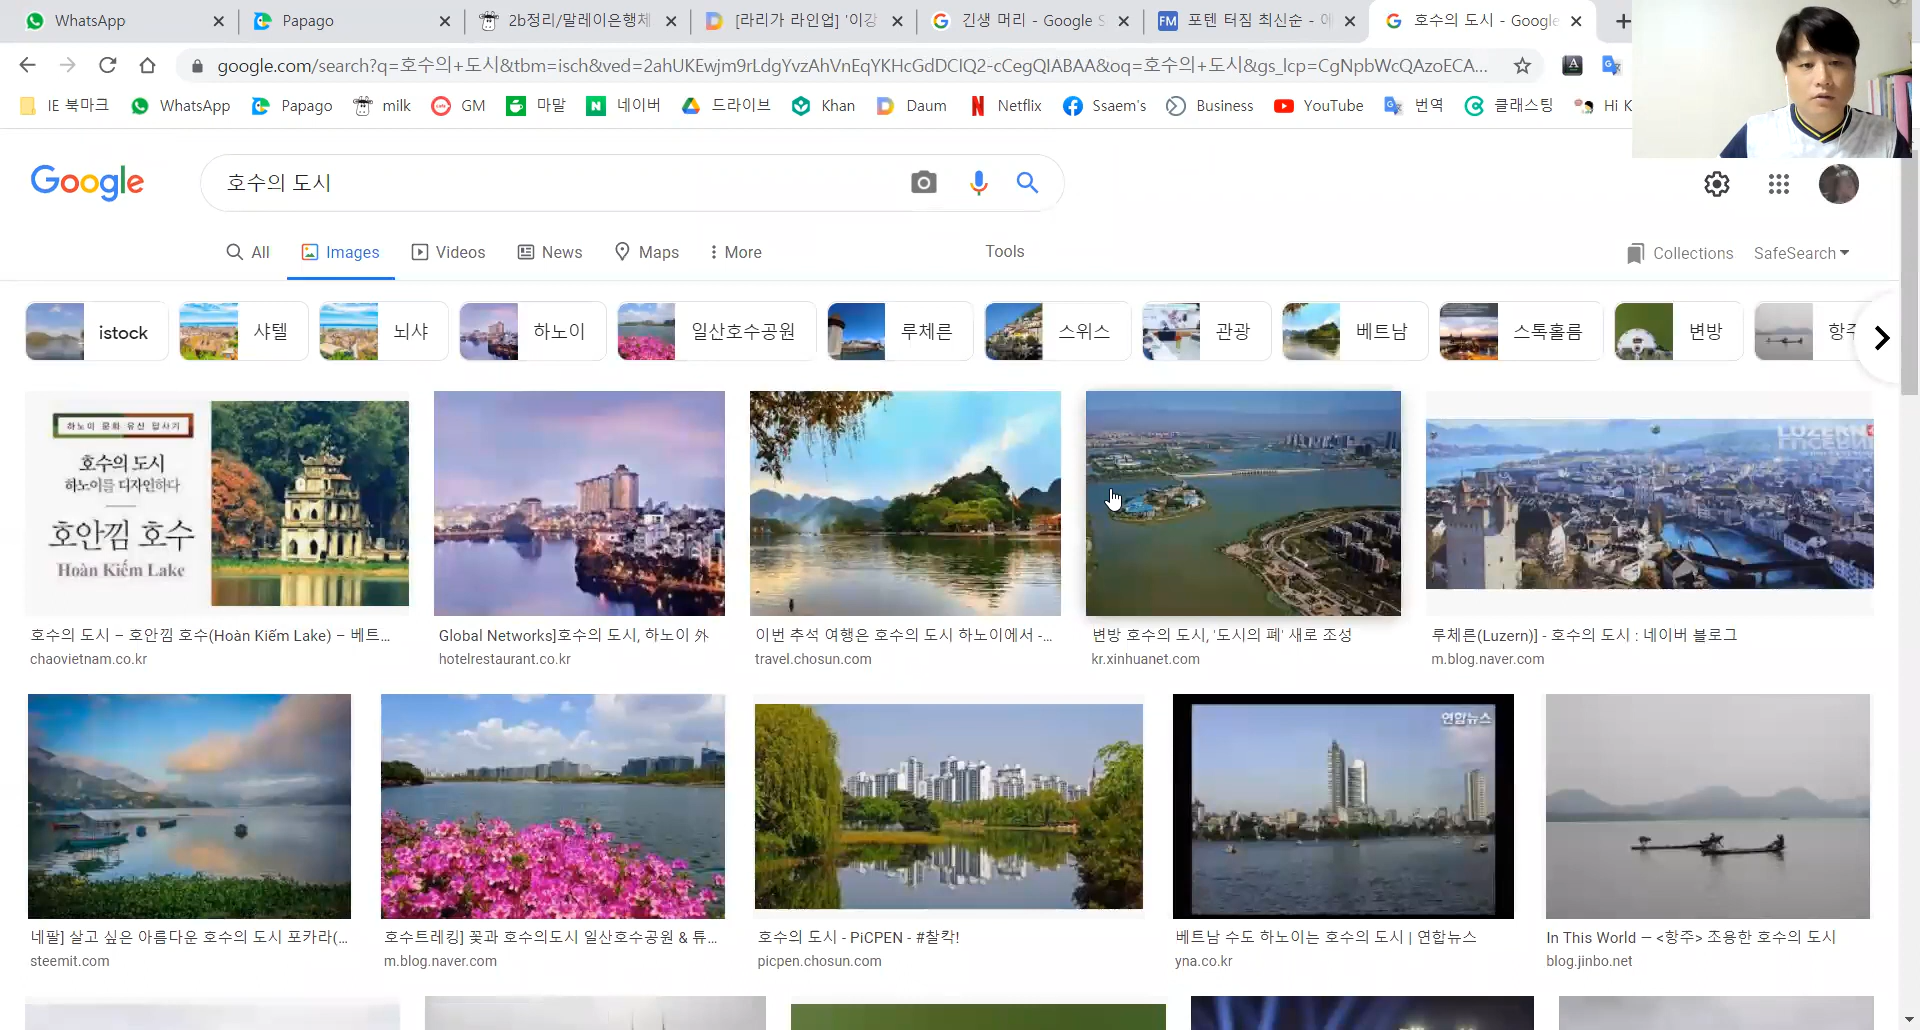 WhatsApp
Papago
2b정리/말레이은행체
[라리가 라인업] '이강
긴생 머리 - Google S
포텐 터짐 최신순 - 에
호수의 도시 - Google
google.com/search?q=호수의+도시&tbm=isch&ved=2ahUKEwjm9rLdgYvzAhVnEqYKHcGdDCIQ2-cCegQIABAA&oq=호수의+도시&gs_lcp=CgNpbWcQAzoECA...
IE 북마크
WhatsApp
Papago
milk
GM
마말
네이버
드라이브
Khan
Daum
Netflix
Ssaem's
Business
YouTube
번역
클래스팅
Hi K
Google
호수의 도시
All
Images
Videos
News
Maps
More
Tools
Collections
SafeSearch
istock
샤텔
뇌샤
하노이
일산호수공원
루체른
스위스
관광
베트남
스톡홀름
변방
항주
하노이 문화 유산 답사기
호수의 도시
하노이를 디자인하다
호안낌 호수
Hoàn Kiếm Lake
LUZERN
호수의 도시 – 호안낌 호수(Hoàn Kiếm Lake) – 베트...
chaovietnam.co.kr
Global Networks]호수의 도시, 하노이 外
hotelrestaurant.co.kr
이번 추석 여행은 호수의 도시 하노이에서 -...
travel.chosun.com
변방 호수의 도시, '도시의 폐' 새로 조성
kr.xinhuanet.com
루체른(Luzern)] - 호수의 도시 : 네이버 블로그
m.blog.naver.com
연합뉴스
네팔] 살고 싶은 아름다운 호수의 도시 포카라(...
steemit.com
호수트레킹] 꽃과 호수의도시 일산호수공원 & 튜...
m.blog.naver.com
호수의 도시 - PiCPEN - #찰칵!
picpen.chosun.com
베트남 수도 하노이는 호수의 도시 | 연합뉴스
yna.co.kr
In This World — <항주> 조용한 호수의 도시
blog.jinbo.net